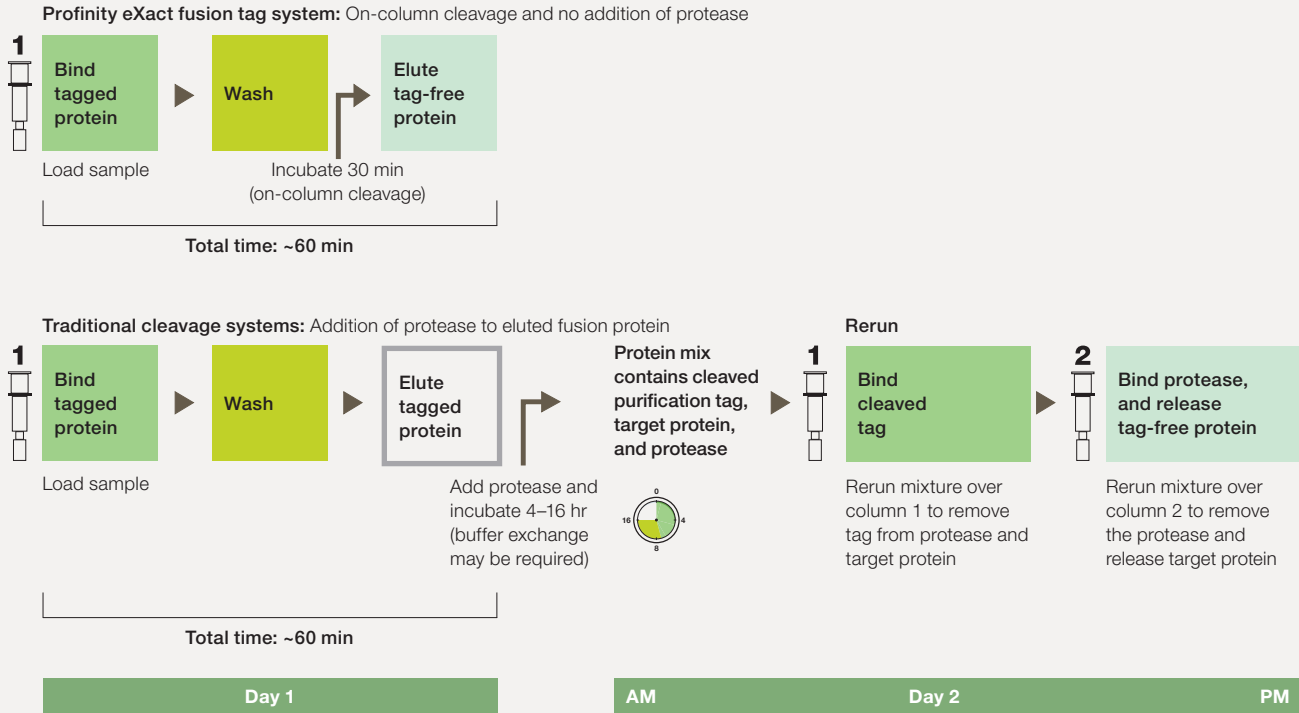 Profinity eXact fusion tag system: On-column cleavage and no addition of protease
1
Bind
tagged
protein
Wash
Elute
tag-free
protein
Load sample
Incubate 30 min
(on-column cleavage)
Total time: ~60 min
Traditional cleavage systems: Addition of protease to eluted fusion protein
Rerun
1
Bind
tagged
protein
Wash
Elute
tagged
protein
Protein mix
contains cleaved
purification tag,
target protein,
and protease
1
Bind
cleaved
tag
2
Bind protease,
and release
tag-free protein
Load sample
Add protease and
incubate 4–16 hr
(buffer exchange
may be required)
0
16
4
8
Rerun mixture over
column 1 to remove
tag from protease and
target protein
Rerun mixture over
column 2 to remove
the protease and
release target protein
Total time: ~60 min
Day 1
AM
Day 2
PM